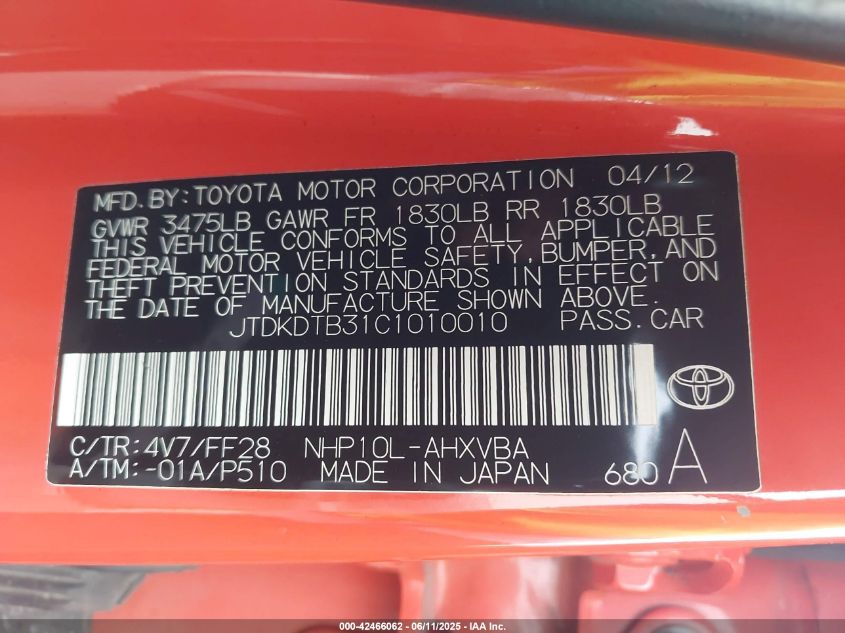 MFD.BY:TOYOTA MOTOR CORPORATION 04/12
GVWR 3475LB GAWR FR 1830LB RR 1830LB
THIS VEHICLE CONFORMS TO ALL APPLICABLE
FEDERAL MOTOR VEHICLE SAFETY,BUMPER,AND
THEFT PREVENTION STANDARDS IN EFFECT ON
THE DATE OF MANUFACTURE SHOWN ABOVE.
JTDKDTB31C1010010 PASS.CAR
C/TR:4V7/FF28 NHP10L-AHXVBA
A/TM:-01A/P510 MADE IN JAPAN 680 A
000-42466062 - 06/11/2025 - IAA Inc.